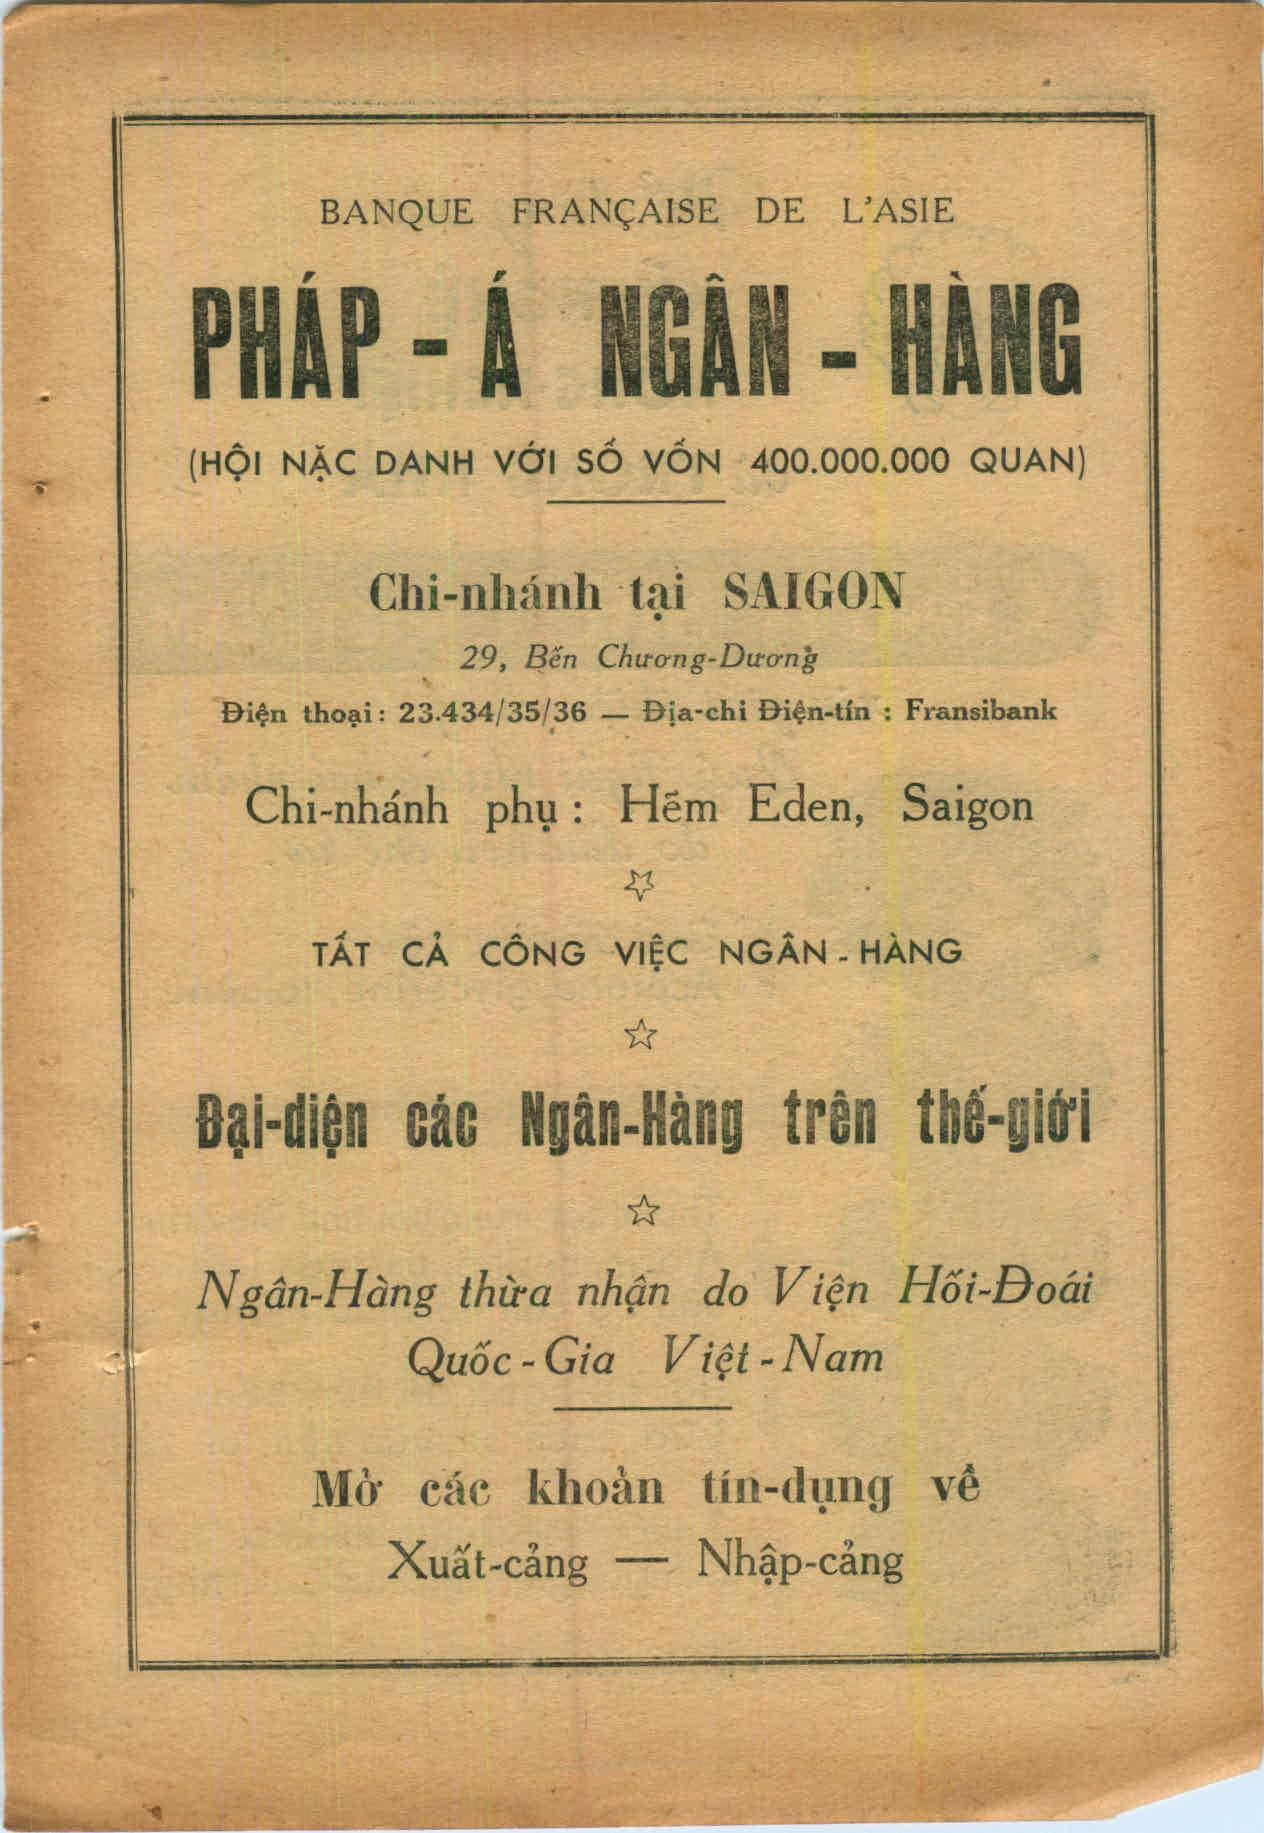 BANQUE FRANÇAISE DE L'ASIE
PHÁP - Á NGÂN - HÀNG
(HỘI NẶC DANH VỚI SỐ VỐN 400.000.000 QUAN)
Chi-nhánh tại SAIGON
29, Bến Chương-Dương
Điện thoại: 23.434/35/36 — Địa-chi Điện-tín : Fransibank
Chi-nhánh phụ : Hẻm Eden, Saigon
TẤT CẢ CÔNG VIỆC NGÂN - HÀNG
Đại-diện các Ngân-Hàng trên thế-giới
Ngân-Hàng thừa nhận do Viện Hối-Đoái
Quốc - Gia Việt - Nam
Mở các khoản tín-dụng về
Xuất-cảng — Nhập-cảng